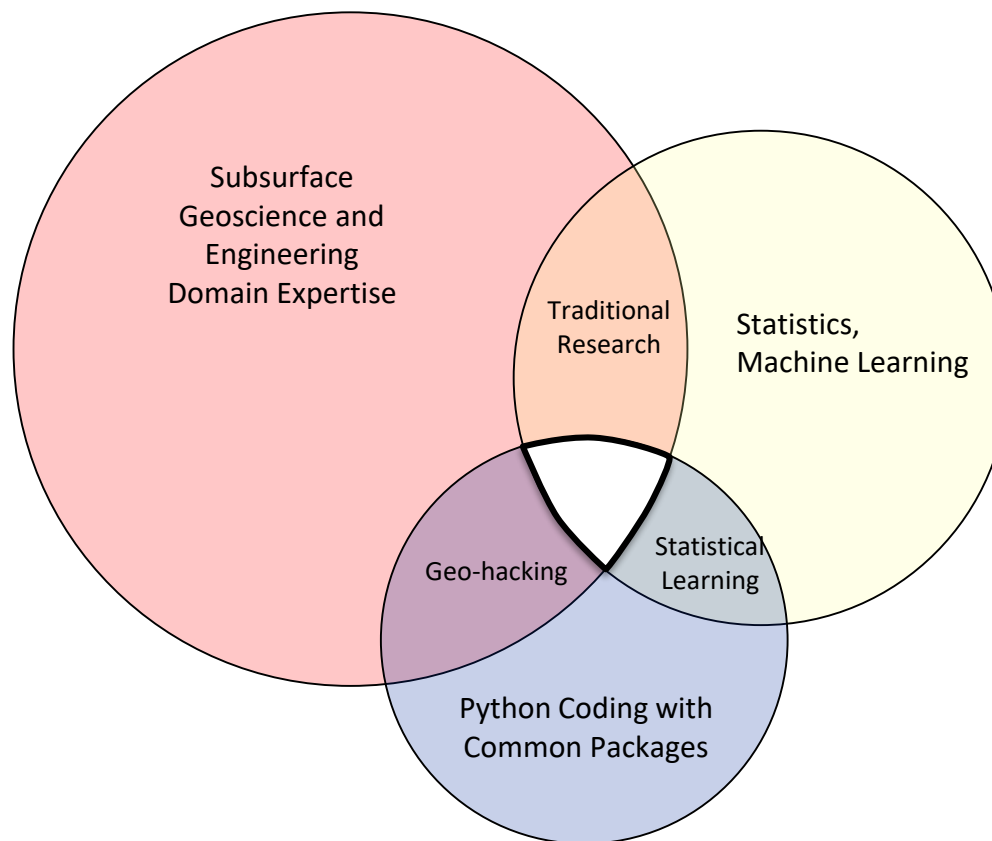 Subsurface
Geoscience and
Engineering
Domain Expertise
Traditional
Research
Statistics,
Machine Learning
Geo-hacking
Statistical
Learning
Python Coding with
Common Packages